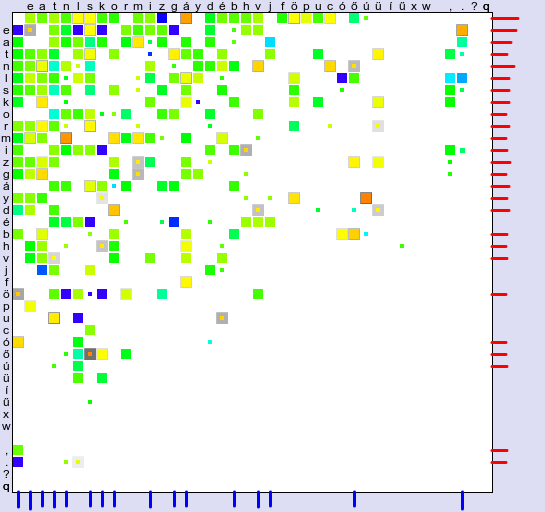 e a t n l s k o r m i z g á y d é b h v j f ö p u c ó ő ú ü í ű x w , . ? q
e
a
t
n
l
s
k
o
r
m
i
z
g
á
y
d
é
b
h
v
j
f
ö
p
u
c
ó
ő
ú
ü
í
ű
x
w
,
.
?
q